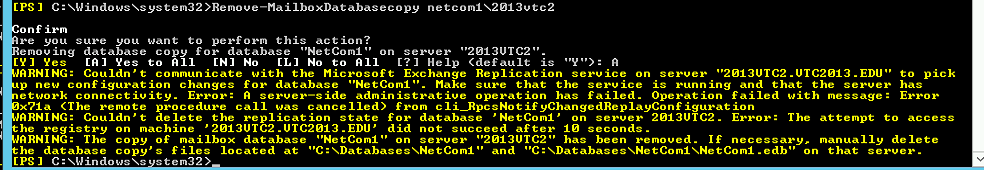 [PS] C:\Windows\system32>Remove-MailboxDatabasecopy netcom1\2013vtc2
Confirm
Are you sure you want to perform this action?
Removing database copy for database "NetCom1" on server "2013VTC2".
[Y] Yes  [A] Yes to All  [N] No  [L] No to All  [?] Help (default is "Y"): A
WARNING: Couldn't communicate with the Microsoft Exchange Replication service on server "2013VTC2.VTC2013.EDU" to pick
up new configuration changes for database "NetCom1". Make sure that the service is running and that the server has
network connectivity. Error: A server-side administrative operation has failed. Operation failed with message: Error
0x71a (The remote procedure call was cancelled) from cli_RpcsNotifyChangedReplayConfiguration
WARNING: Couldn't delete the replication state for database 'NetCom1' on server 2013VTC2. Error: The attempt to access
the registry on machine '2013VTC2.VTC2013.EDU' did not succeed after 10 seconds.
WARNING: The copy of mailbox database "NetCom1" on server "2013VTC2" has been removed. If necessary, manually delete
the database copy's files located at "C:\Databases\NetCom1" and "C:\Databases\NetCom1\NetCom1.edb" on that server.
[PS] C:\Windows\system32>_